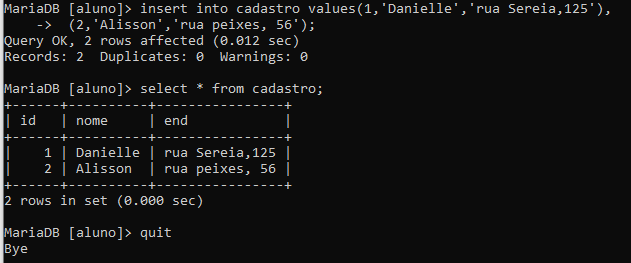 MariaDB [aluno]> insert into cadastro values(1,'Danielle','rua Sereia,125'),
    -> (2,'Alisson','rua peixes, 56');
Query OK, 2 rows affected (0.012 sec)
Records: 2  Duplicates: 0  Warnings: 0
MariaDB [aluno]> select * from cadastro;
+------+----------+----------------+
| id   | nome     | end            |
+------+----------+----------------+
|    1 | Danielle | rua Sereia,125 |
|    2 | Alisson  | rua peixes, 56 |
+------+----------+----------------+
2 rows in set (0.000 sec)
MariaDB [aluno]> quit
Bye